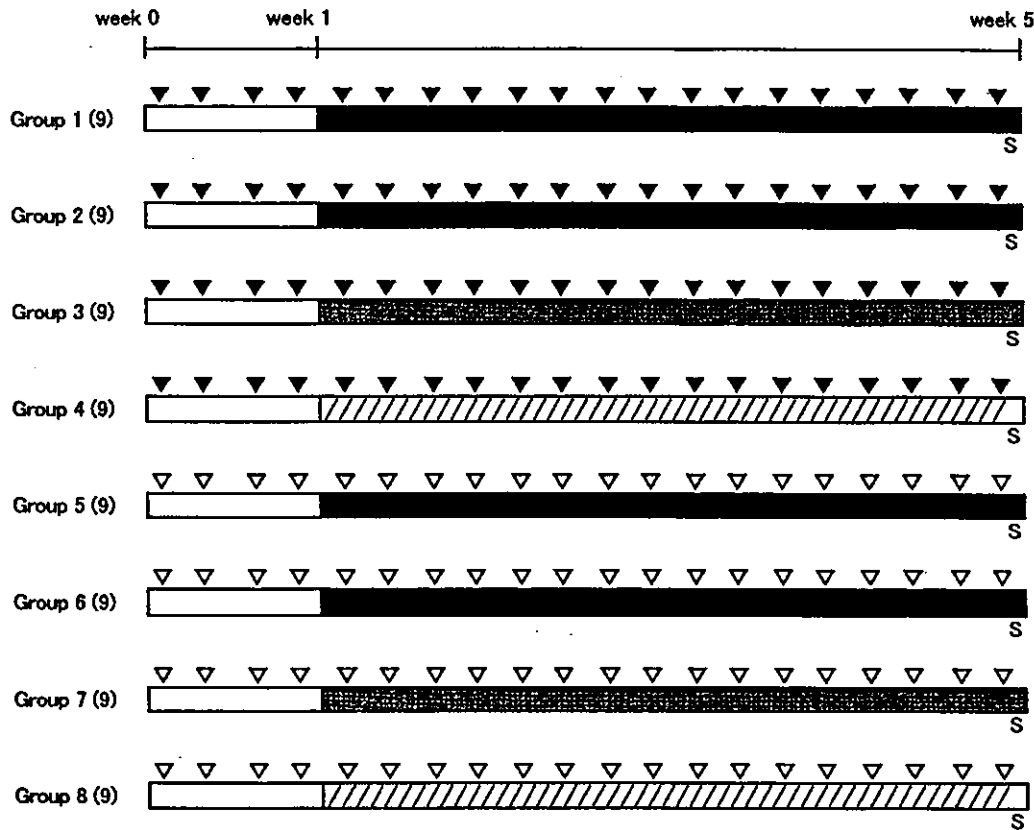 week 0 week 1 week 5
Group 1 (9)
S
Group 2 (9)
S
Group 3 (9)
S
Group 4 (9)
S
Group 5 (9)
S
Group 6 (9)
S
Group 7 (9)
S
Group 8 (9)
S